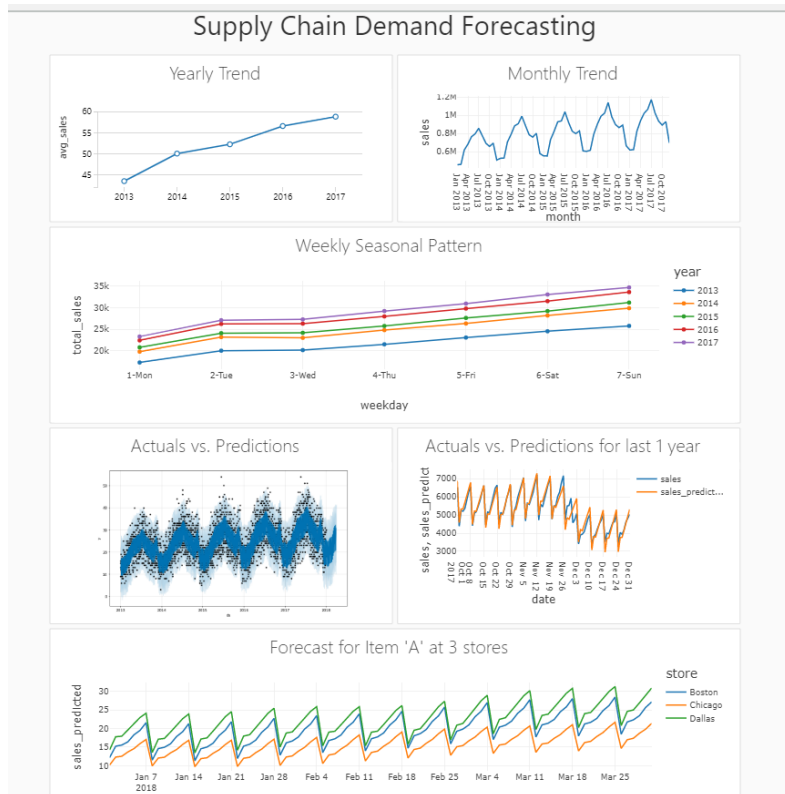 Supply Chain Demand Forecasting
Yearly Trend
avg_sales
60
55
50
45
2013 2014 2015 2016 2017
Monthly Trend
sales
1.2M
1M
0.8M
0.6M
Jan 2013 Apr 2013 Jul 2013 Oct 2013 Jan 2014 Apr 2014 Jul 2014 Oct 2014 Jan 2015 Apr 2015 Jul 2015 Oct 2015 Jan 2016 Apr 2016 Jul 2016 Oct 2016 Jan 2017 Apr 2017 Jul 2017 Oct 2017
month
Weekly Seasonal Pattern
total_sales
35k
30k
25k
20k
1-Mon 2-Tue 3-Wed 4-Thu 5-Fri 6-Sat 7-Sun
weekday
year
2013
2014
2015
2016
2017
Actuals vs. Predictions
Actuals vs. Predictions for last 1 year
sales, sales_predict
7000
6000
5000
4000
3000
Oct 1 Oct 8 Oct 15 Oct 22 Oct 29 Nov 5 Nov 12 Nov 19 Nov 26 Dec 3 Dec 10 Dec 17 Dec 24 Dec 31
2017
date
sales
sales_predict...
Forecast for Item 'A' at 3 stores
sales_predicted
30
25
20
15
10
Jan 7 Jan 14 Jan 21 Jan 28 Feb 4 Feb 11 Feb 18 Feb 25 Mar 4 Mar 11 Mar 18 Mar 25
2018
store
Boston
Chicago
Dallas